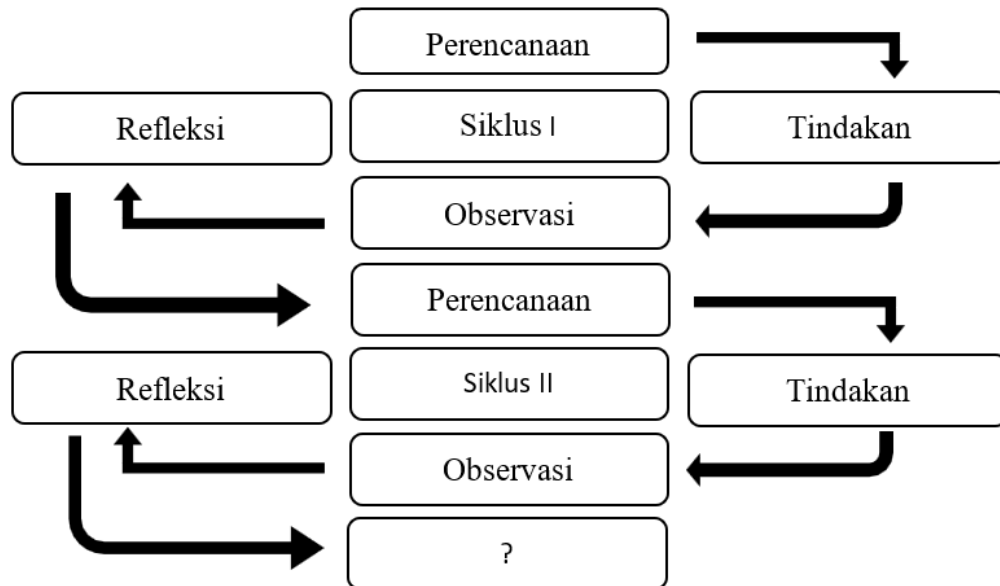 Perencanaan
Refleksi
Siklus I
Tindakan
Observasi
Perencanaan
Refleksi
Siklus II
Tindakan
Observasi
?